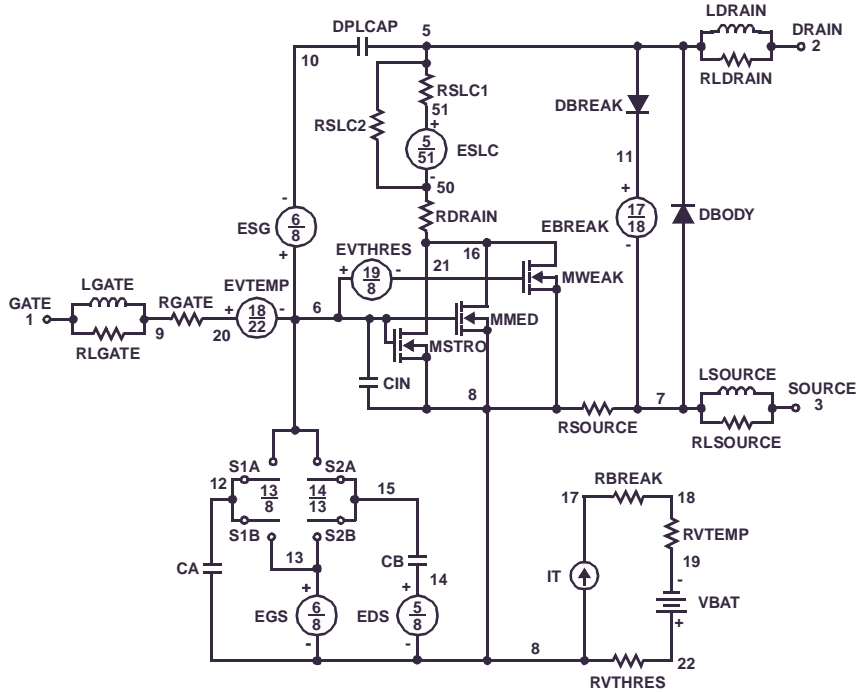 LDRAIN
DPLCAP
5
DRAIN
2
10
RLDRAIN
RSLC1
51
DBREAK
RSLC2
+
5
51
ESLC
-
50
11
-
+
ESG
6
8
+
RDRAIN
EBREAK
17
18
-
DBODY
EVTHRES
+
19
8
-
21
16
MWEAK
LGATE
GATE
1
RLGATE
9
RGATE
20
EVTEMP
+
18
22
-
6
MMED
MSTRO
CIN
8
RSOURCE
7
LSOURCE
SOURCE
3
RLSOURCE
S1A
S2A
12
13
8
14
13
15
S1B
S2B
13
CA
CB
14
+
EGS
6
8
-
+
EDS
5
8
-
RBREAK
17
18
RVTEMP
19
IT
-
VBAT
+
8
22
RVTHRES